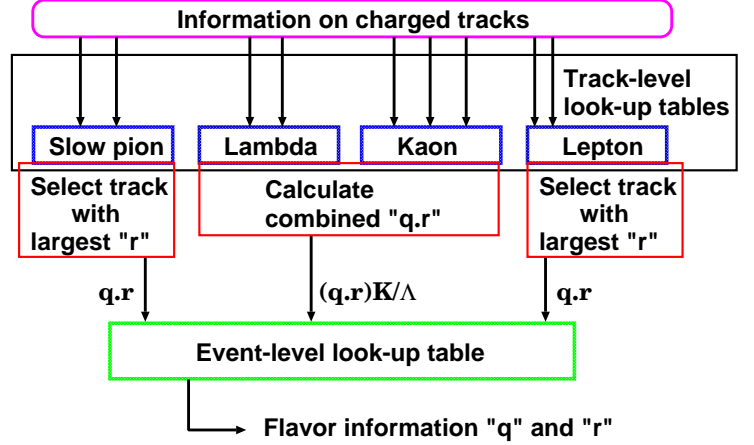 Information on charged tracks
Track-level
look-up tables
Slow pion
Lambda
Kaon
Lepton
Select track
with
largest "r"
Calculate
combined "q.r"
Select track
with
largest "r"
q.r
(q.r)K/Λ
q.r
Event-level look-up table
Flavor information "q" and "r"